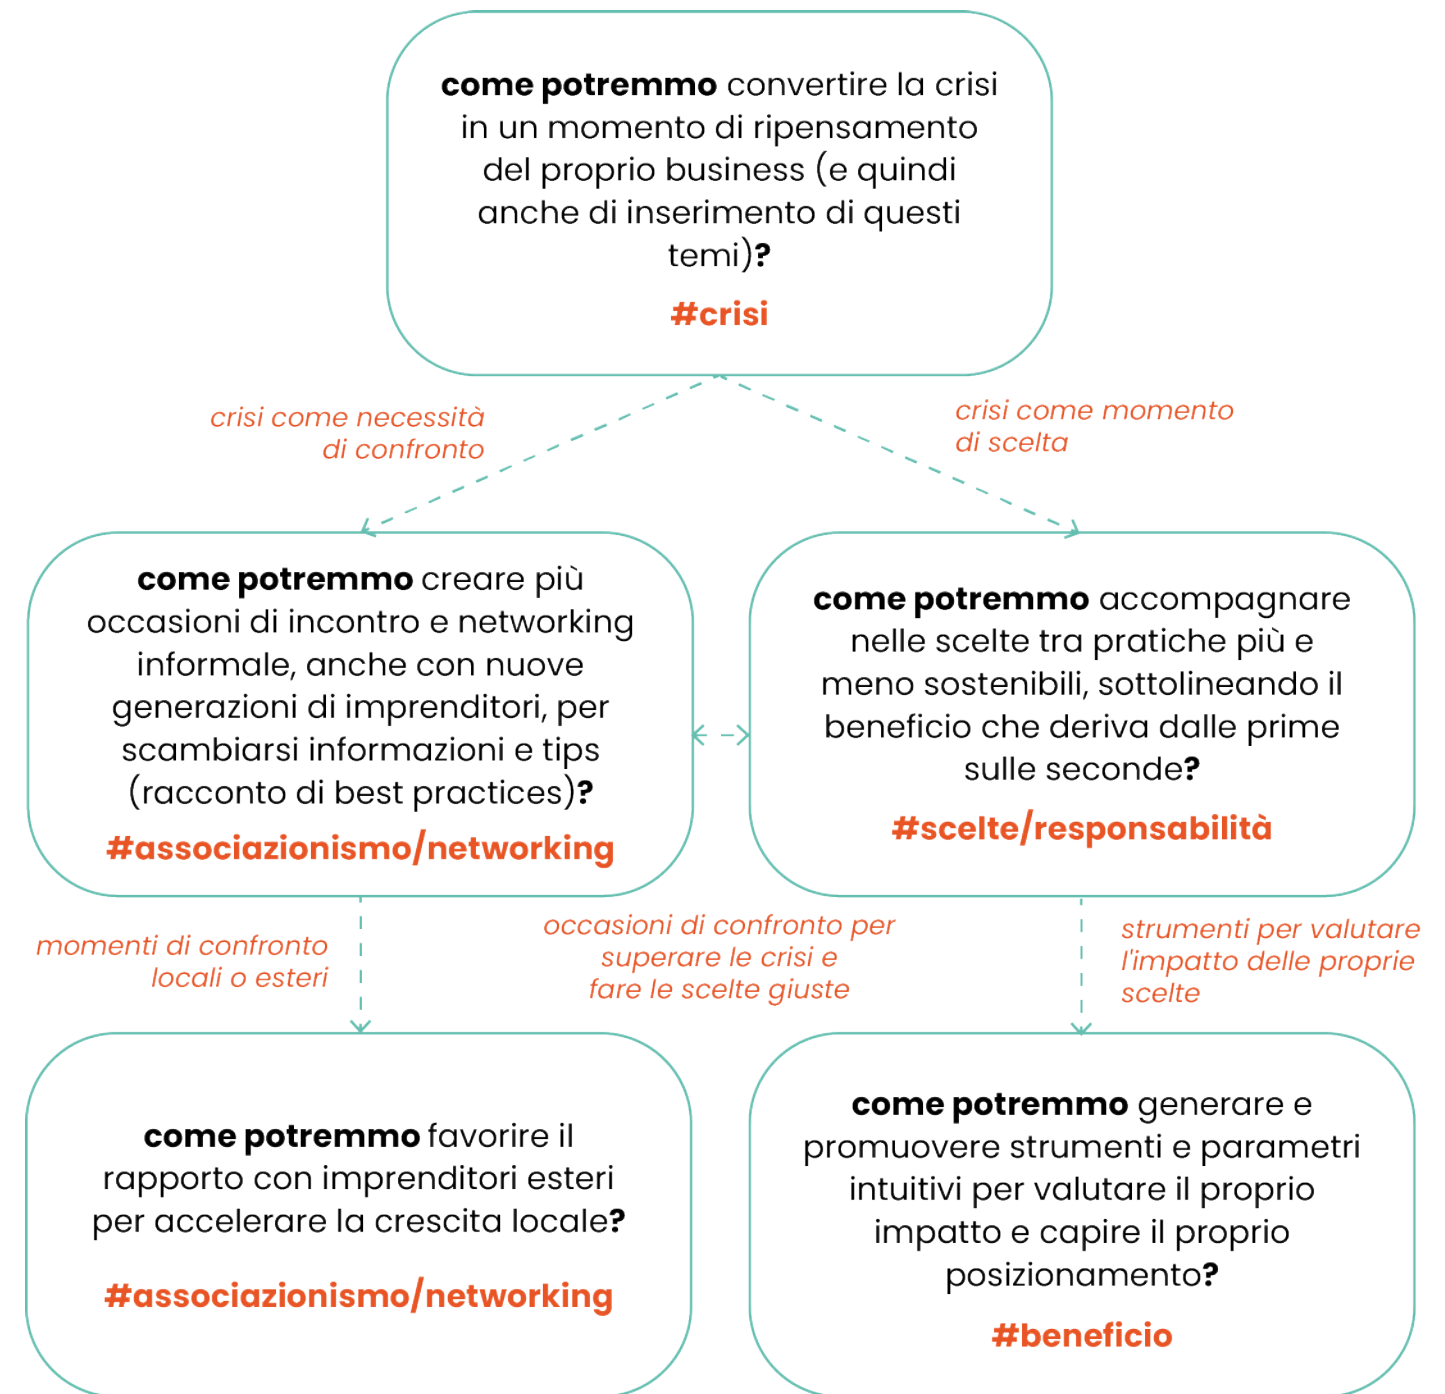 come potremmo convertire la crisi
in un momento di ripensamento
del proprio business (e quindi
anche di inserimento di questi
temi)?
#crisi
crisi come necessità
di confronto
crisi come momento
di scelta
come potremmo creare più
occasioni di incontro e networking
informale, anche con nuove
generazioni di imprenditori, per
scambiarsi informazioni e tips
(racconto di best practices)?
#associazionismo/networking
come potremmo accompagnare
nelle scelte tra pratiche più e
meno sostenibili, sottolineando il
beneficio che deriva dalle prime
sulle seconde?
#scelte/responsabilità
momenti di confronto
locali o esteri
occasioni di confronto per
superare le crisi e
fare le scelte giuste
strumenti per valutare
l'impatto delle proprie
scelte
come potremmo favorire il
rapporto con imprenditori esteri
per accelerare la crescita locale?
#associazionismo/networking
come potremmo generare e
promuovere strumenti e parametri
intuitivi per valutare il proprio
impatto e capire il proprio
posizionamento?
#beneficio